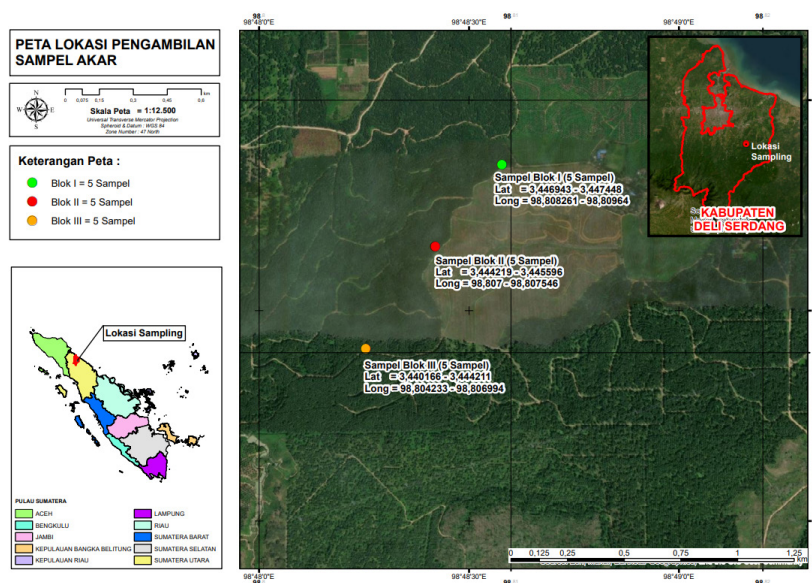 PETA LOKASI PENGAMBILAN
SAMPEL AKAR
N
W E
S
0 0,075 0,15 0,3 0,45 0,6
km
Skala Peta = 1:12.500
Universal Transverse Mercator Projection
Spheroid & Datum : WGS 84
Zone Number : 47 North
Keterangan Peta :
Blok I = 5 Sampel
Blok II = 5 Sampel
Blok III = 5 Sampel
Lokasi Sampling
PULAU SUMATERA
ACEH
BENGKULU
JAMBI
KEPULAUAN BANGKA BELITUNG
KEPULAUAN RIAU
LAMPUNG
RIAU
SUMATERA BARAT
SUMATERA SELATAN
SUMATERA UTARA
98°48'0"E 98°48'30"E 98°49'0"E
Lokasi
Sampling
KABUPATEN
DELI SERDANG
Sampel Blok I (5 Sampel)
Lat = 3,446943 - 3,447448
Long = 98,808261 - 98,80964
Sampel Blok II (5 Sampel)
Lat = 3,444219 - 3,445596
Long = 98,807 - 98,807546
Sampel Blok III (5 Sampel)
Lat = 3,440166 - 3,444211
Long = 98,804233 - 98,806994
0 0,125 0,25 0,5 0,75 1 1,25
km
98°48'0"E 98°48'30"E 98°49'0"E